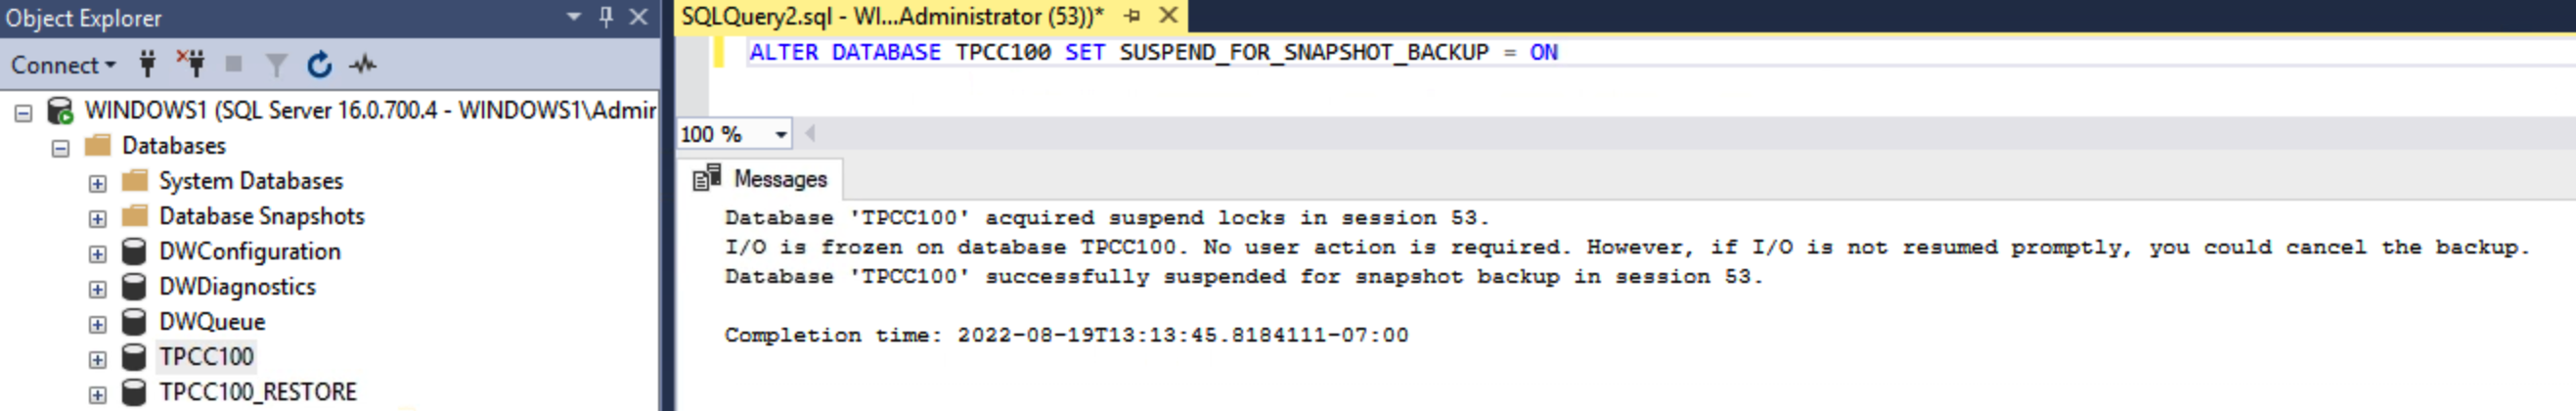 Object Explorer
Connect
WINDOWS1 (SQL Server 16.0.700.4 - WINDOWS1\Admir
Databases
System Databases
Database Snapshots
DWConfiguration
DWDiagnostics
DWQueue
TPCC100
TPCC100_RESTORE
SQLQuery2.sql - WI...Administrator (53))*
ALTER DATABASE TPCC100 SET SUSPEND_FOR_SNAPSHOT_BACKUP = ON
100 %
Messages
Database 'TPCC100' acquired suspend locks in session 53.
I/O is frozen on database TPCC100. No user action is required. However, if I/O is not resumed promptly, you could cancel the backup.
Database 'TPCC100' successfully suspended for snapshot backup in session 53.
Completion time: 2022-08-19T13:13:45.8184111-07:00